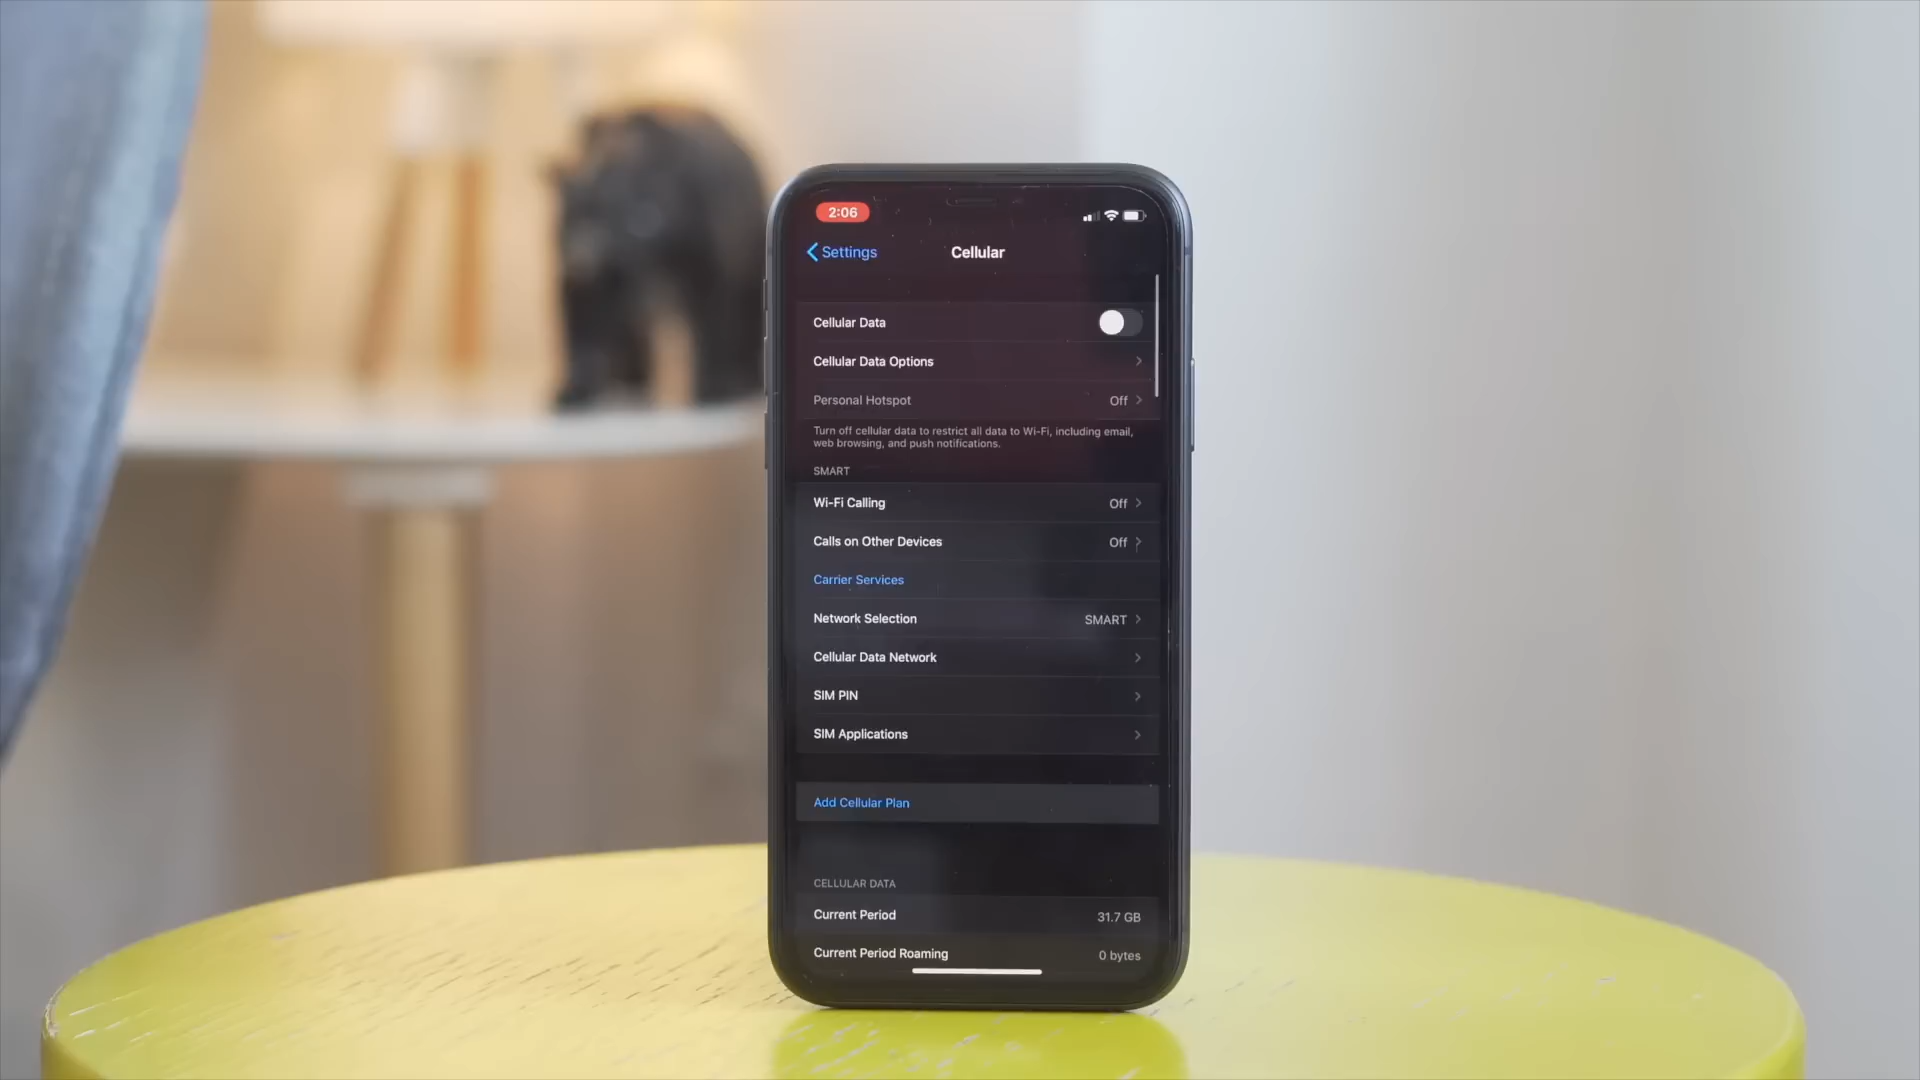 2:06
Settings
Cellular
Cellular Data
Cellular Data Options
Personal Hotspot Off
Turn off cellular data to restrict all data to Wi-Fi, including email,
web browsing, and push notifications.
SMART
Wi-Fi Calling Off
Calls on Other Devices Off
Carrier Services
Network Selection SMART
Cellular Data Network
SIM PIN
SIM Applications
Add Cellular Plan
CELLULAR DATA
Current Period 31.7 GB
Current Period Roaming 0 bytes